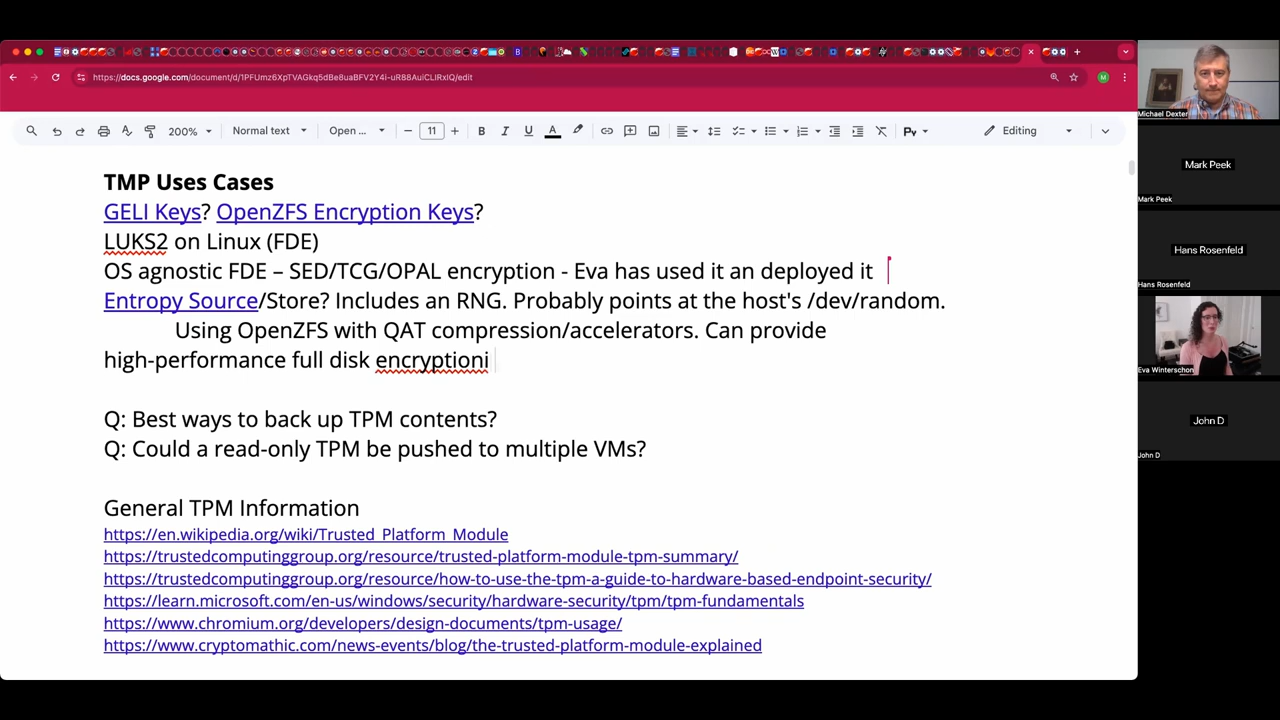 https://docs.google.com/document/d/1PFUmz6XpTVAGkq5dBe8uaBFV2Y4i-uR88AuiCLIRxIQ/edit
200%
Normal text
Open ...
11
Editing
TMP Uses Cases
GELI Keys? OpenZFS Encryption Keys?
LUKS2 on Linux (FDE)
OS agnostic FDE – SED/TCG/OPAL encryption - Eva has used it an deployed it
Entropy Source/Store? Includes an RNG. Probably points at the host's /dev/random.
Using OpenZFS with QAT compression/accelerators. Can provide
high-performance full disk encryptioni
Q: Best ways to back up TPM contents?
Q: Could a read-only TPM be pushed to multiple VMs?
General TPM Information
https://en.wikipedia.org/wiki/Trusted_Platform_Module
https://trustedcomputinggroup.org/resource/trusted-platform-module-tpm-summary/
https://trustedcomputinggroup.org/resource/how-to-use-the-tpm-a-guide-to-hardware-based-endpoint-security/
https://learn.microsoft.com/en-us/windows/security/hardware-security/tpm/tpm-fundamentals
https://www.chromium.org/developers/design-documents/tpm-usage/
https://www.cryptomathic.com/news-events/blog/the-trusted-platform-module-explained
Michael Dexter
Mark Peek
Mark Peek
Hans Rosenfeld
Hans Rosenfeld
Eva Winterschon
John D
John D